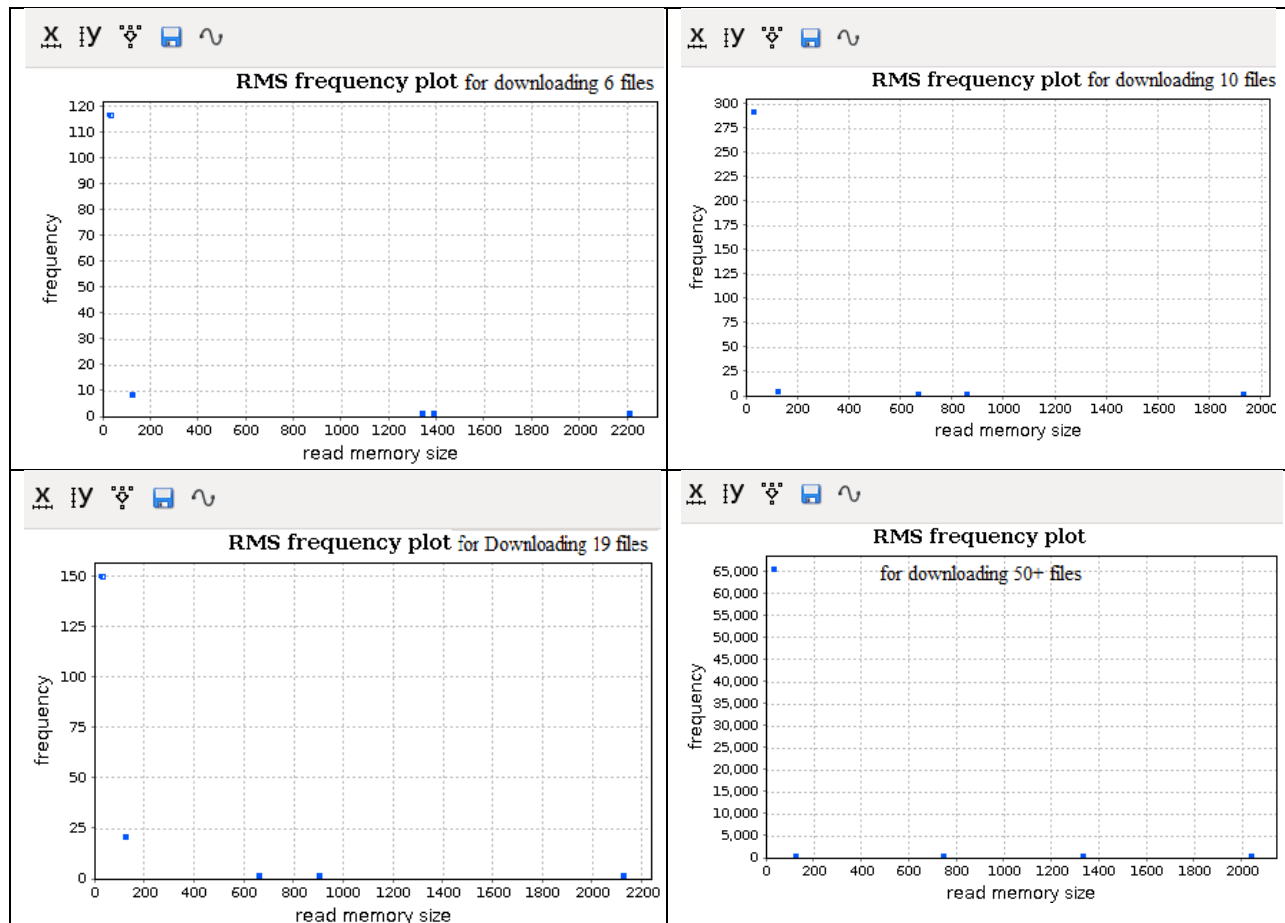 X IY
RMS frequency plot for downloading 6 files
120
110
100
90
80
70
60
50
40
30
20
10
0
frequency
0 200 400 600 800 1000 1200 1400 1600 1800 2000 2200
read memory size
X IY
RMS frequency plot for downloading 10 files
300
275
250
225
200
175
150
125
100
75
50
25
0
frequency
0 200 400 600 800 1000 1200 1400 1600 1800 2000
read memory size
X IY
RMS frequency plot for Downloading 19 files
150
125
100
75
50
25
0
frequency
0 200 400 600 800 1000 1200 1400 1600 1800 2000 2200
read memory size
X IY
RMS frequency plot
for downloading 50+ files
65,000
60,000
55,000
50,000
45,000
40,000
35,000
30,000
25,000
20,000
15,000
10,000
5,000
0
frequency
0 200 400 600 800 1000 1200 1400 1600 1800 2000
read memory size